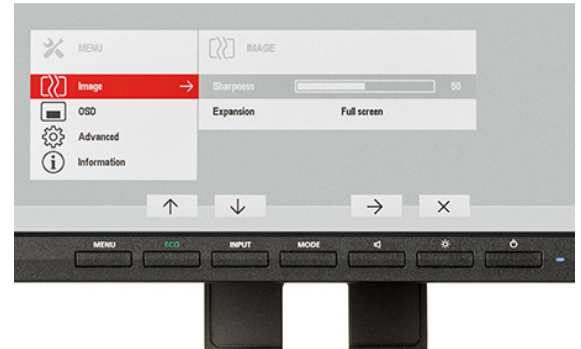 MENU
IMAGE
Image
Sharpness
50
OSD
Expansion
Full screen
Advanced
Information
MENU
ECO
INPUT
MODE